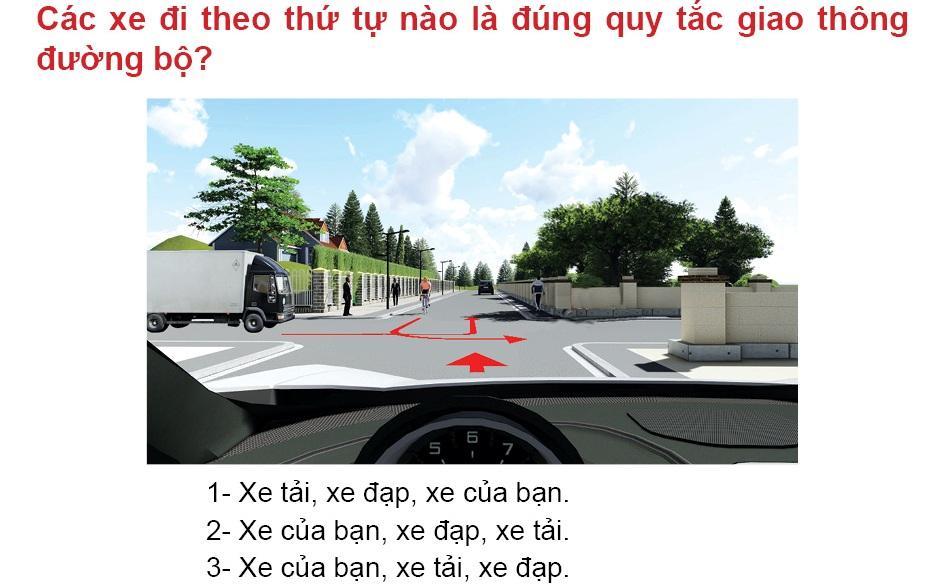 Các xe đi theo thứ tự nào là đúng quy tắc giao thông
đường bộ?
5 6 7
1- Xe tải, xe đạp, xe của bạn.
2- Xe của bạn, xe đạp, xe tải.
3- Xe của bạn, xe tải, xe đạp.